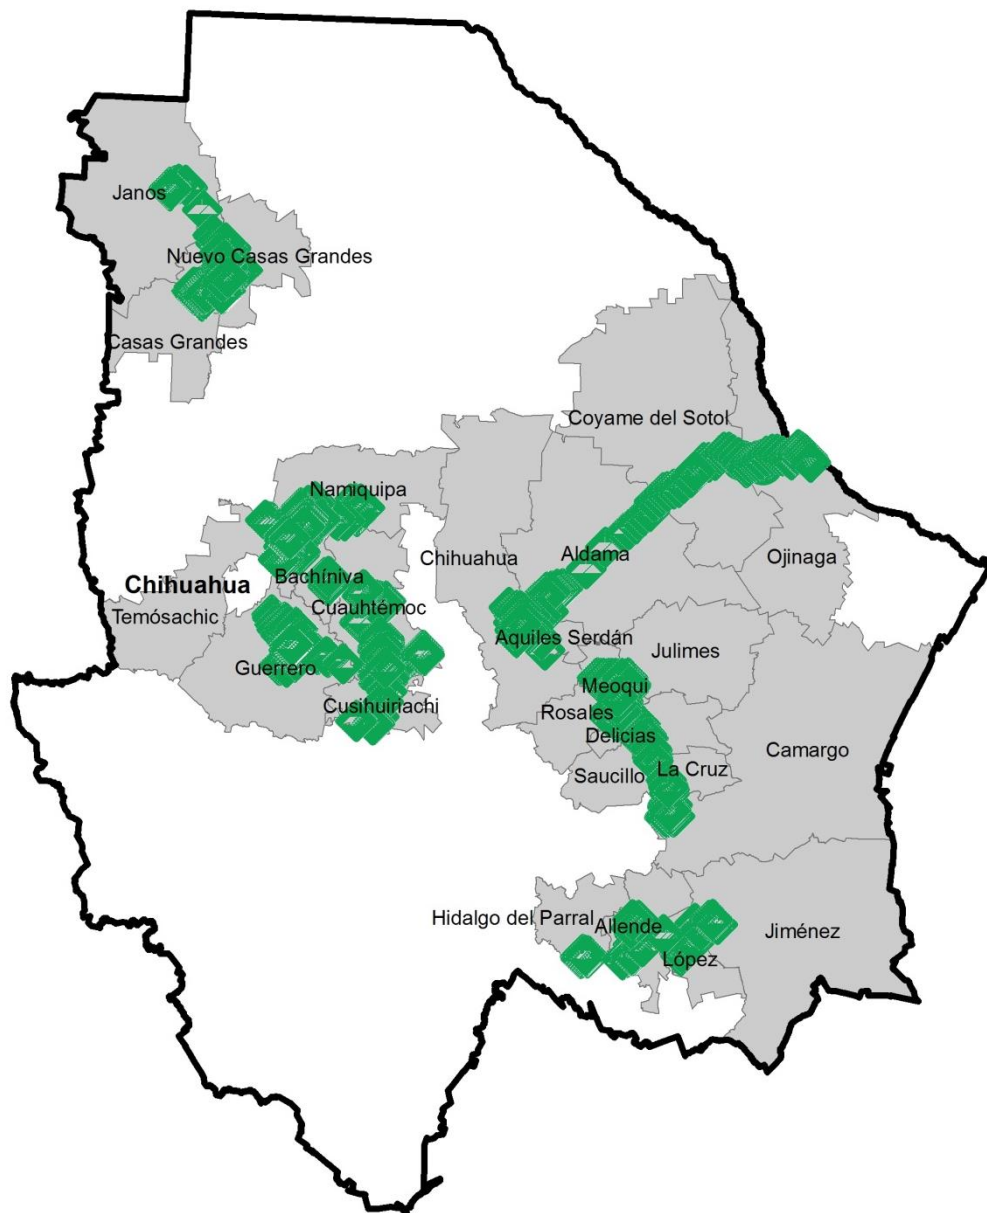 Janos
Nuevo Casas Grandes
Casas Grandes
Coyame del Sotol
Namiquipa
Chihuahua
Aldama
Ojinaga
Bachíniva
Chihuahua
Cuauhtémoc
Temósachic
Aquiles Serdán
Julimes
Guerrero
Meoqui
Cusihuiriachi
Rosales
Delicias
Camargo
La Cruz
Saucillo
Hidalgo del Parral
Allende
Jiménez
López